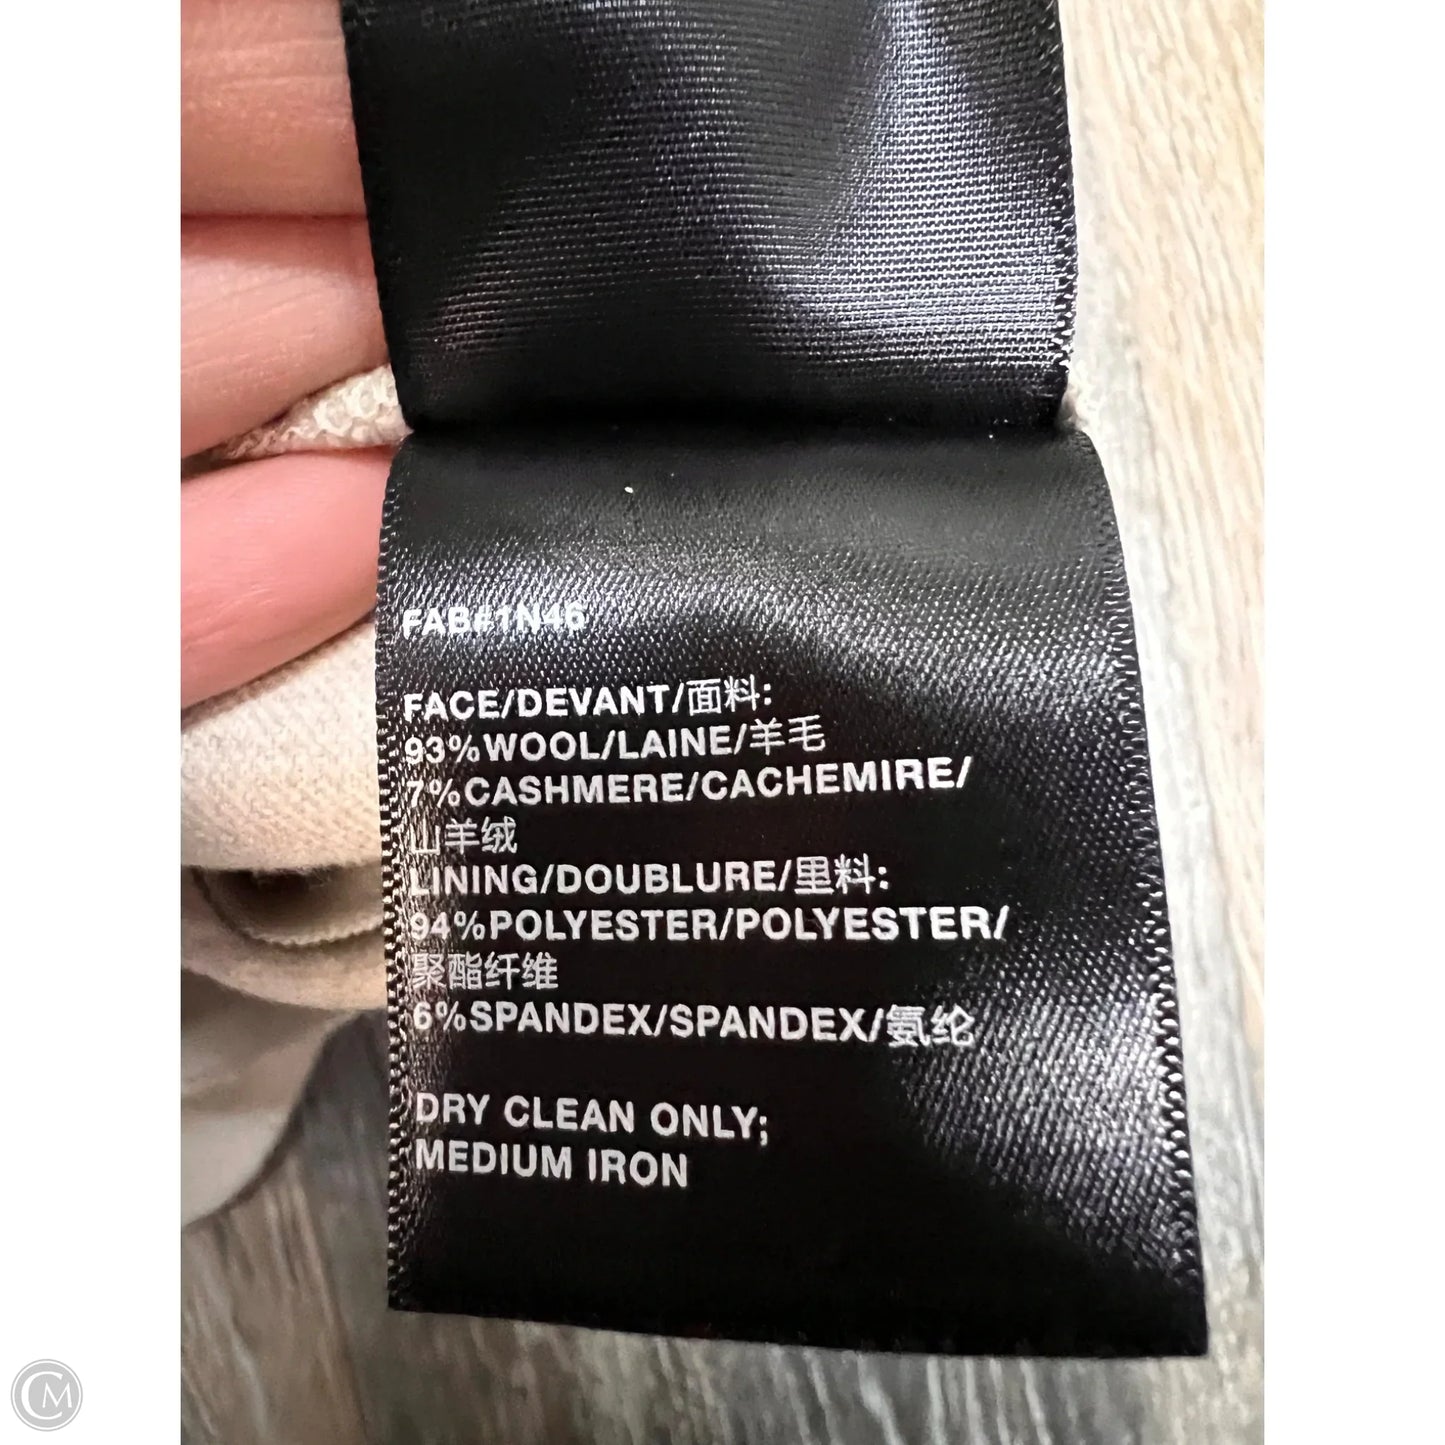 FAB#1N46
FACE/DEVANT/面料:
93%WOOL/LAINE/羊毛
7%CASHMERE/CACHEMIRE/
山羊绒
LINING/DOUBLURE/里料:
94%POLYESTER/POLYESTER/
聚酯纤维
6%SPANDEX/SPANDEX/氨纶
DRY CLEAN ONLY;
MEDIUM IRON
CM